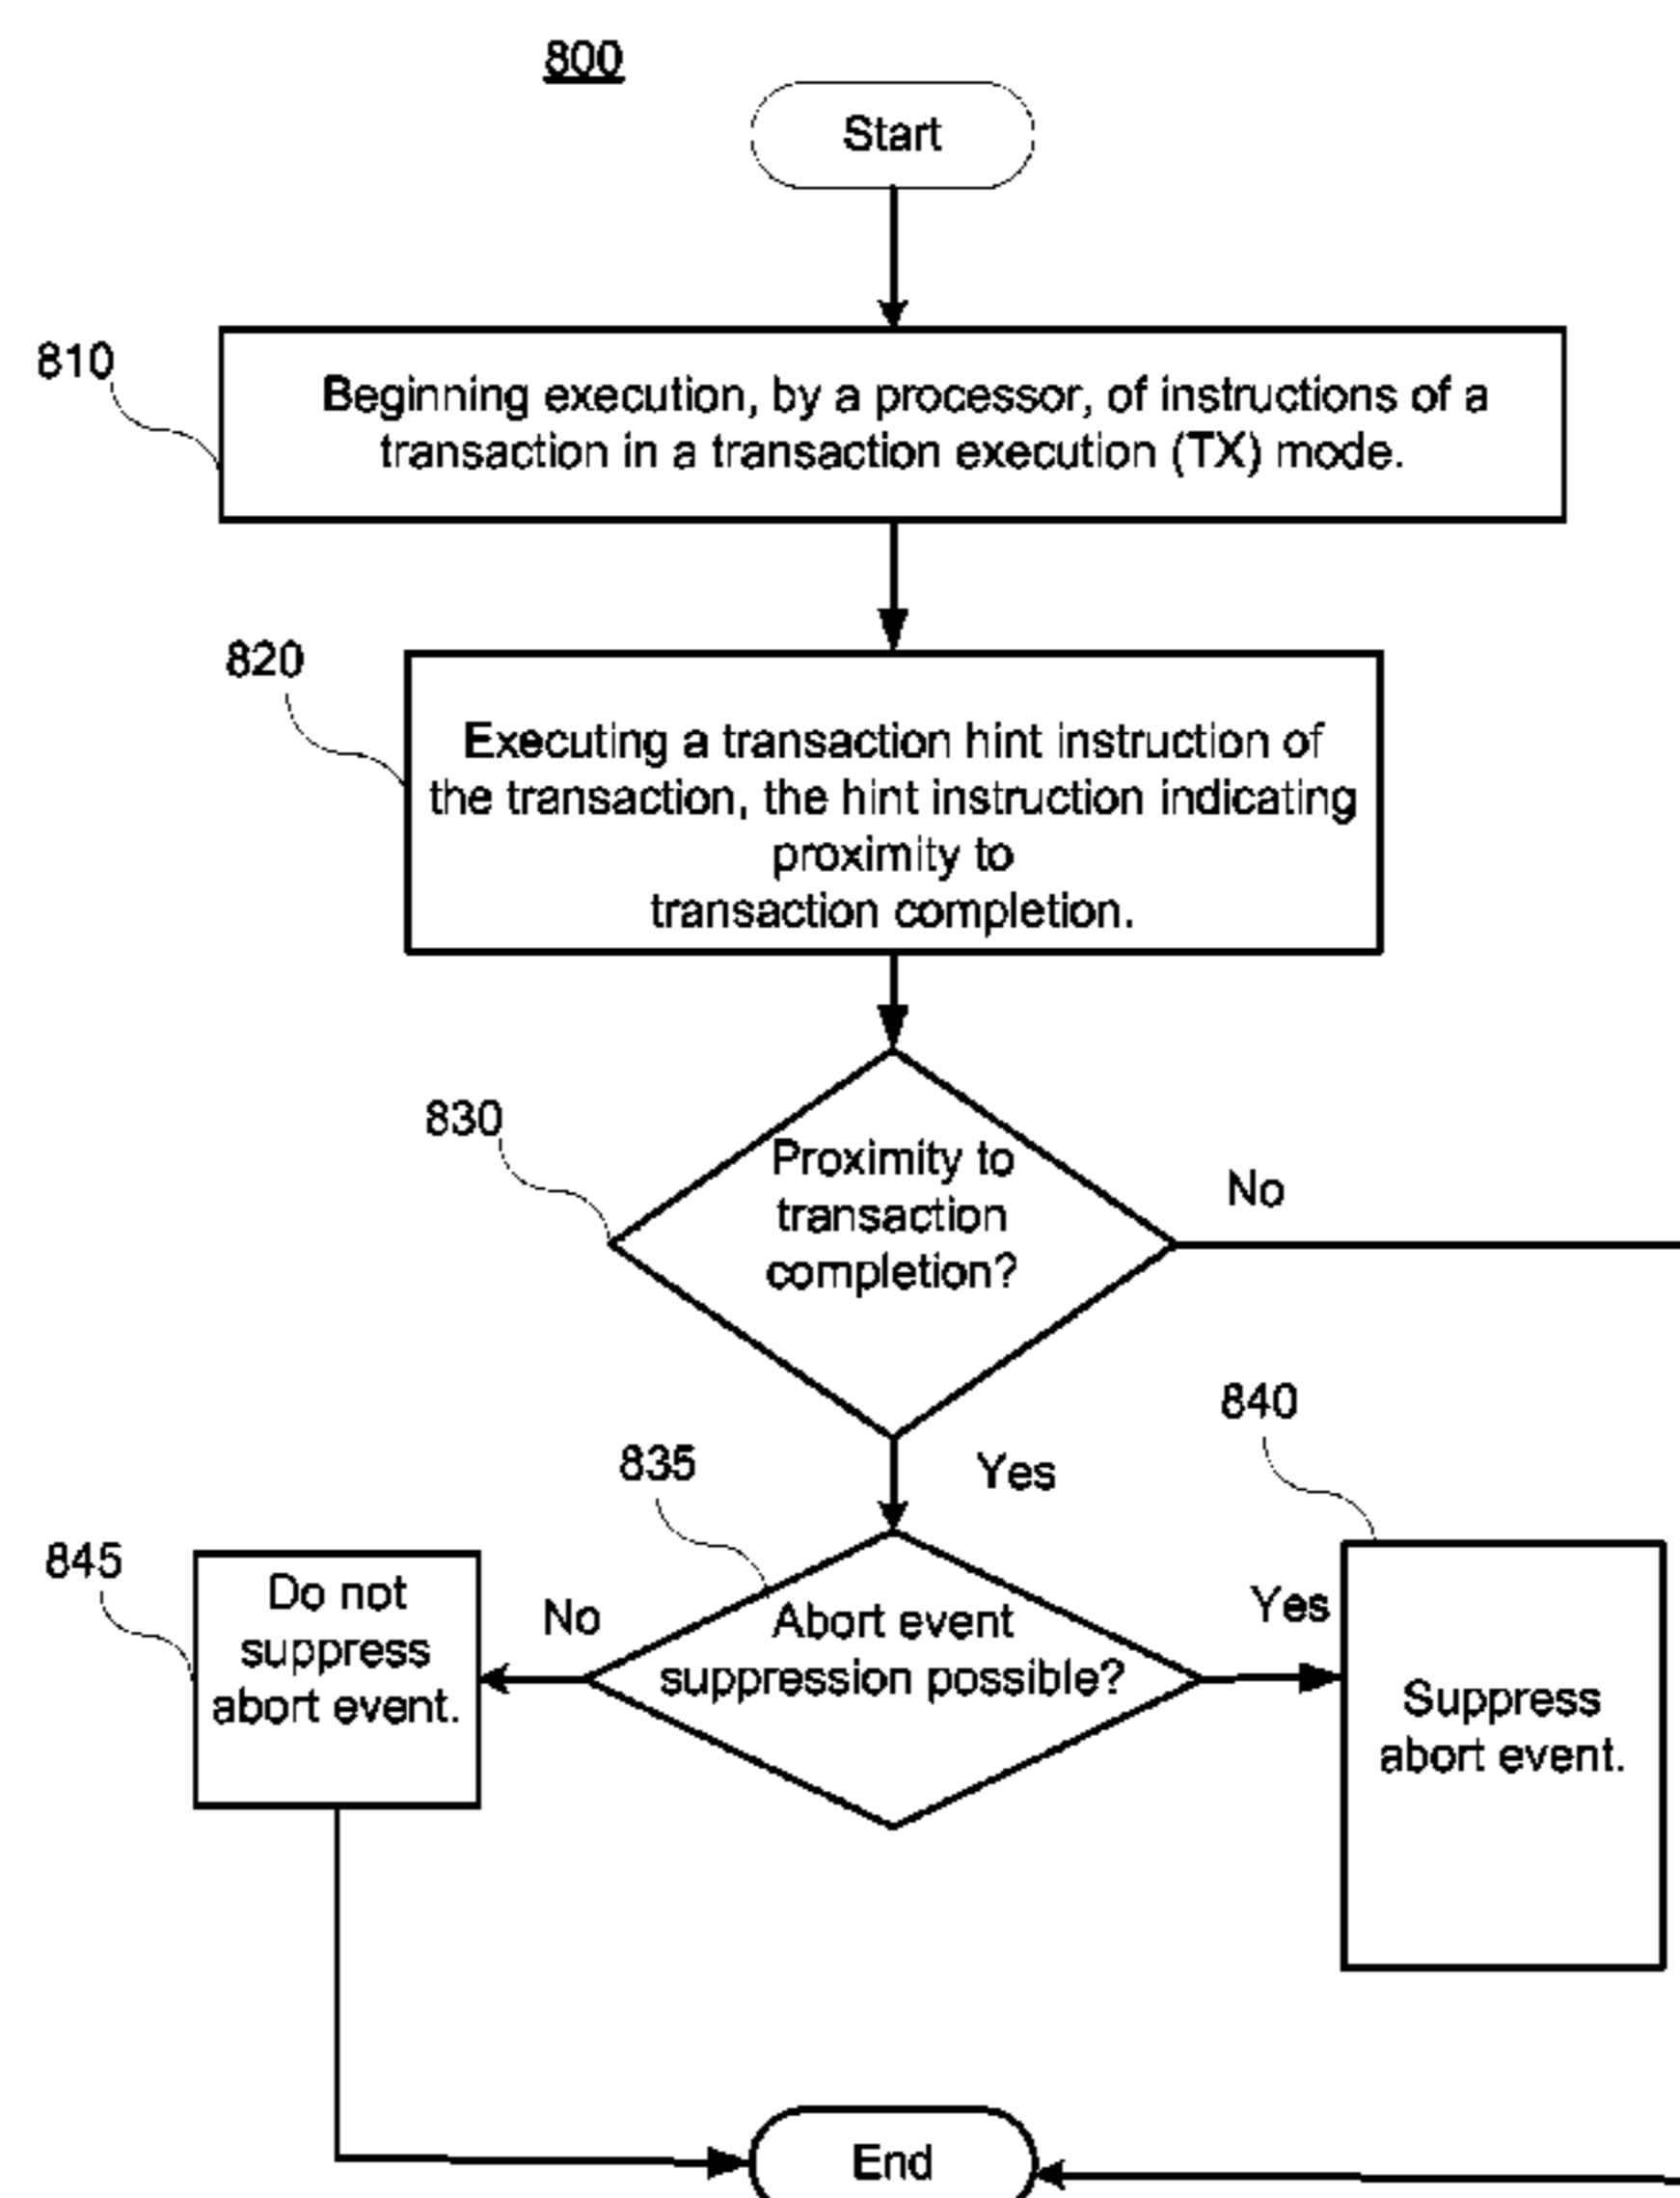 800
Start
810
Beginning execution, by a processor, of instructions of a
transaction in a transaction execution (TX) mode.
820
Executing a transaction hint instruction of
the transaction, the hint instruction indicating
proximity to
transaction completion.
830
Proximity to
transaction
completion?
No
Yes
835
840
845
Do not
suppress
abort event.
No
Abort event
suppression possible?
Yes
Suppress
abort event.
End